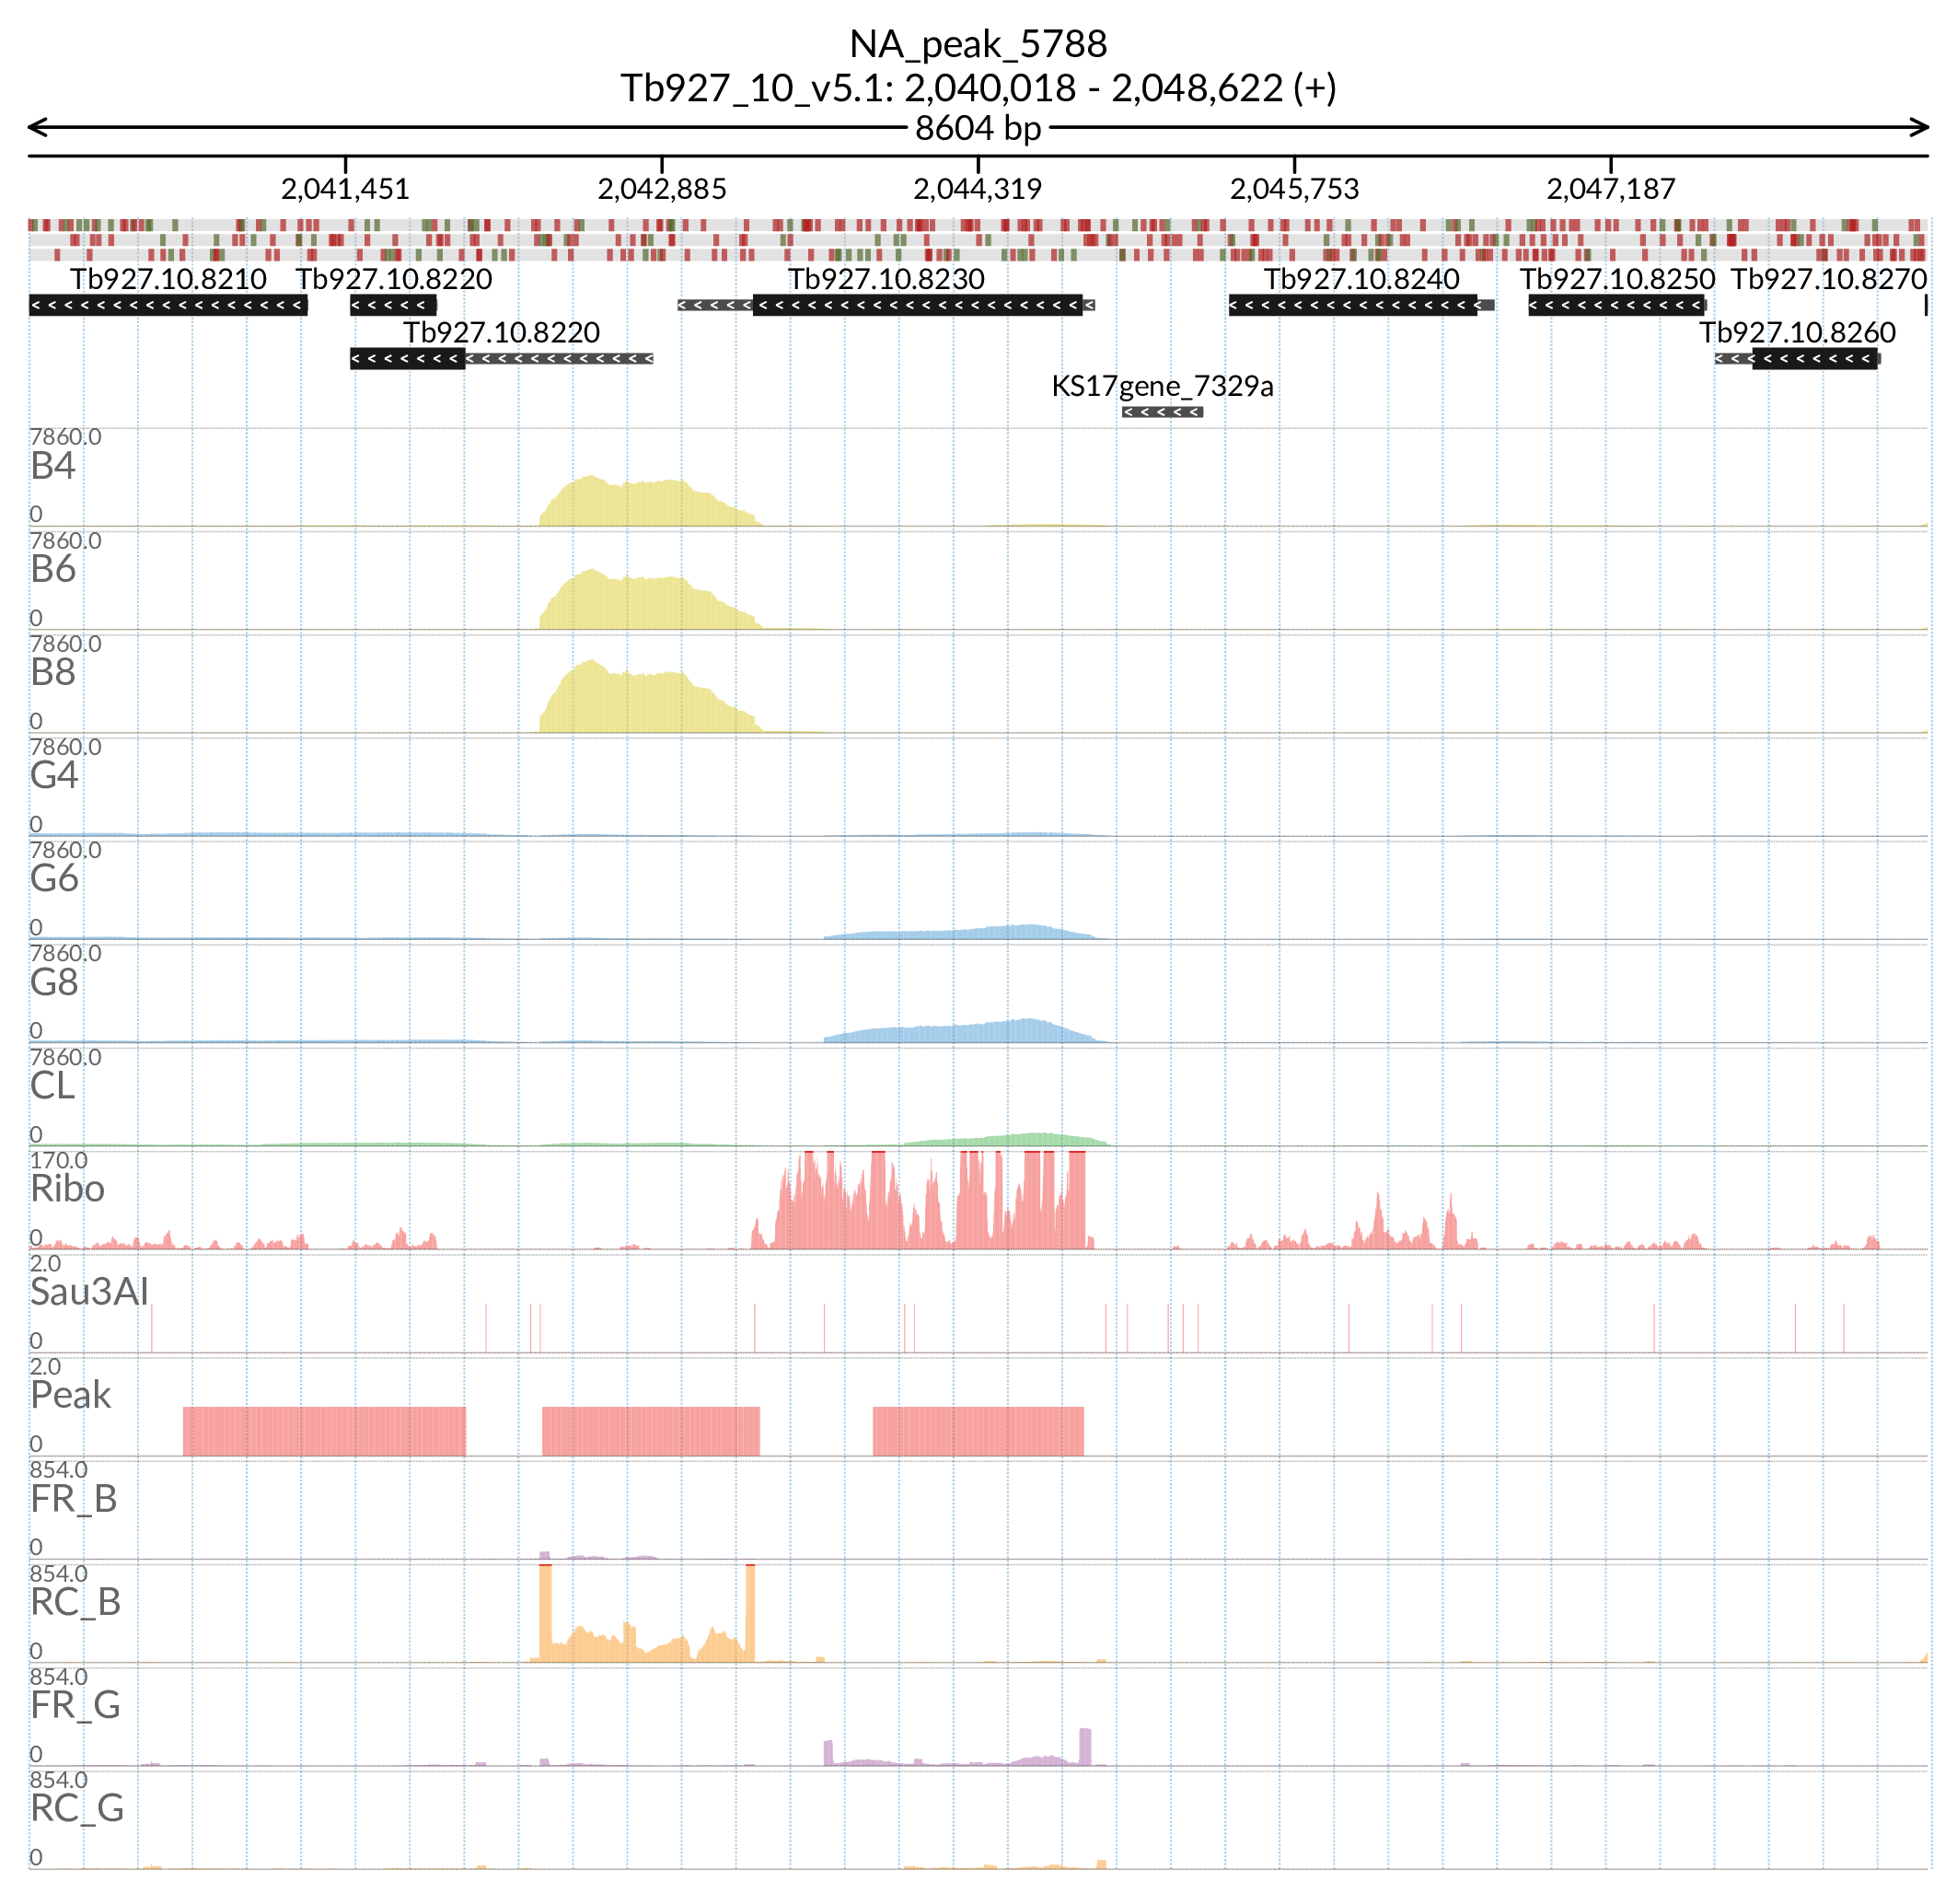 NA_peak_5788
Tb927_10_v5.1: 2,040,018 - 2,048,622 (+)
8604 bp
2,041,451 2,042,885 2,044,319 2,045,753 2,047,187
Tb927.10.8210 Tb927.10.8220 Tb927.10.8230 Tb927.10.8240 Tb927.10.8250 Tb927.10.8270
Tb927.10.8220 Tb927.10.8260
KS17gene_7329a
7860.0
B4
0
7860.0
B6
0
7860.0
B8
0
7860.0
G4
0
7860.0
G6
0
7860.0
G8
0
7860.0
CL
0
170.0
Ribo
0
2.0
Sau3AI
0
2.0
Peak
0
854.0
FR_B
0
854.0
RC_B
0
854.0
FR_G
0
854.0
RC_G
0